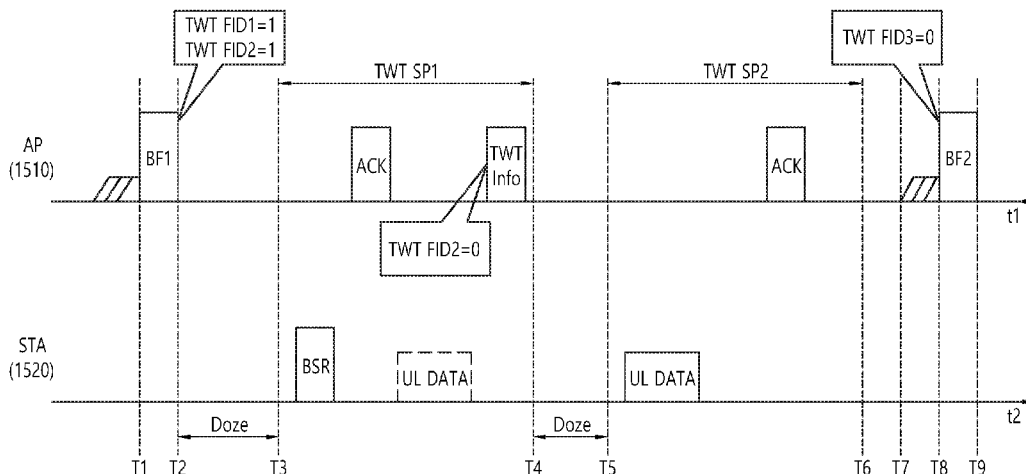 TWT FID1=1
TWT FID2=1
TWT FID3=0
TWT SP1
TWT SP2
AP
(1510)
BF1
ACK
TWT
Info
ACK
BF2
t1
TWT FID2=0
STA
(1520)
BSR
UL DATA
UL DATA
t2
Doze
Doze
T1
T2
T3
T4
T5
T6
T7
T8
T9